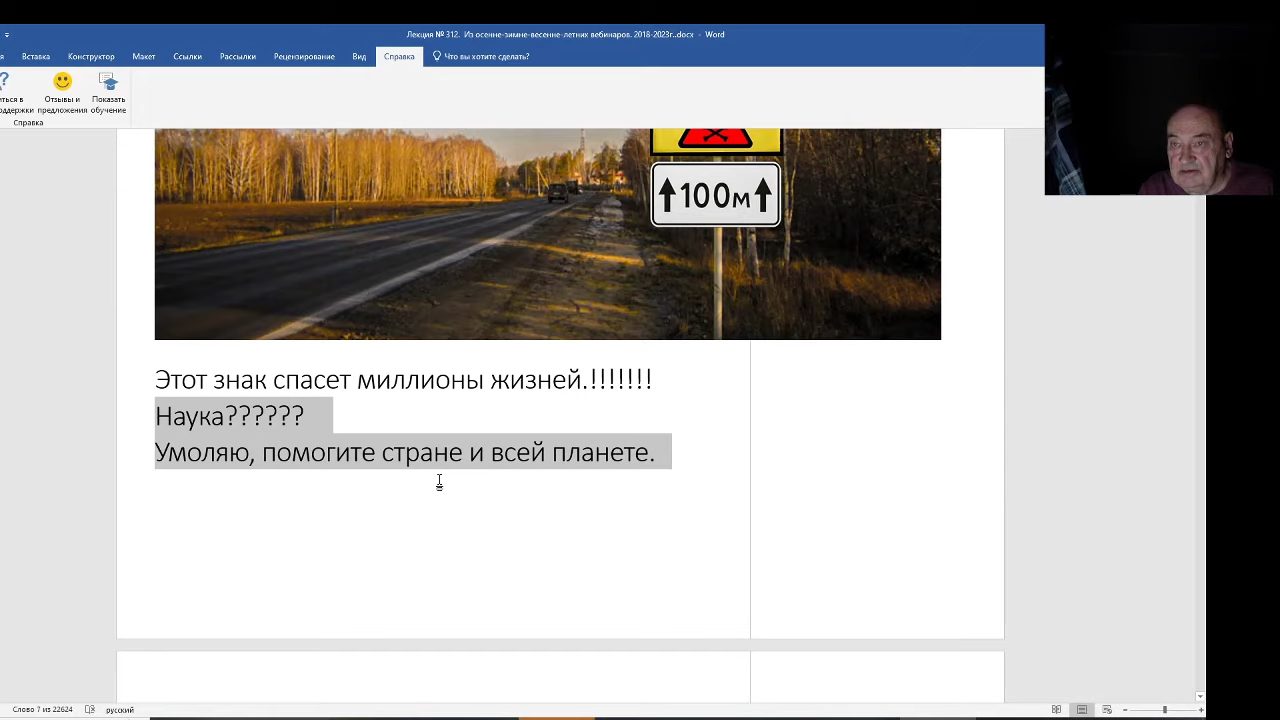 Лекция № 312. Из осенне-зимне-весенне-летних вебинаров. 2018-2023г..docx - Word
Вставка Конструктор Макет Ссылки Рассылки Рецензирование Вид Справка Что вы хотите сделать?
Отзывы и предложения
Показать обучение
Справка
100м
Этот знак спасет миллионы жизней.!!!!!!!
Наука??????
Умоляю, помогите стране и всей планете.
Слово 7 из 22624 русский